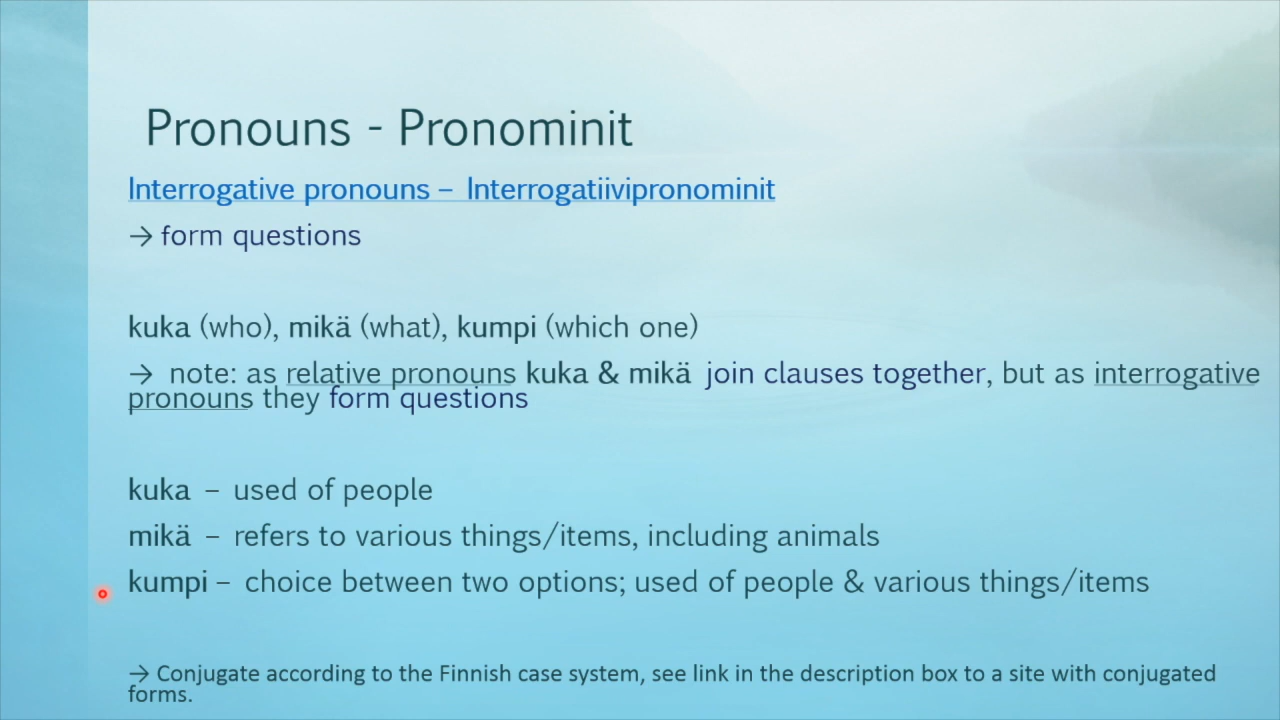 Pronouns - Pronominit
Interrogative pronouns – Interrogatiivipronominit
→ form questions
kuka (who), mikä (what), kumpi (which one)
→ note: as relative pronouns kuka & mikä join clauses together, but as interrogative
pronouns they form questions
kuka – used of people
mikä – refers to various things/items, including animals
kumpi – choice between two options; used of people & various things/items
→ Conjugate according to the Finnish case system, see link in the description box to a site with conjugated
forms.